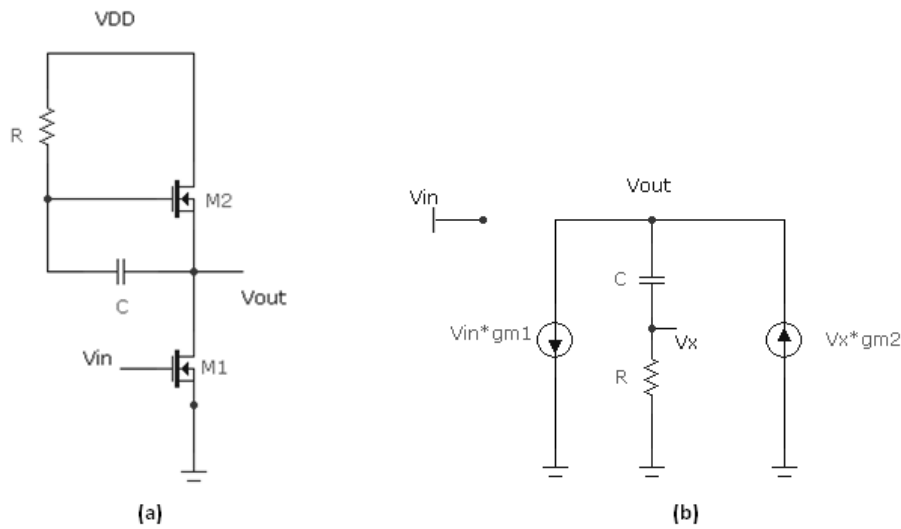 VDD
R
M2
C
Vout
Vin
M1
(a)
Vin
Vout
C
Vin*gm1
Vx
Vx*gm2
R
(b)